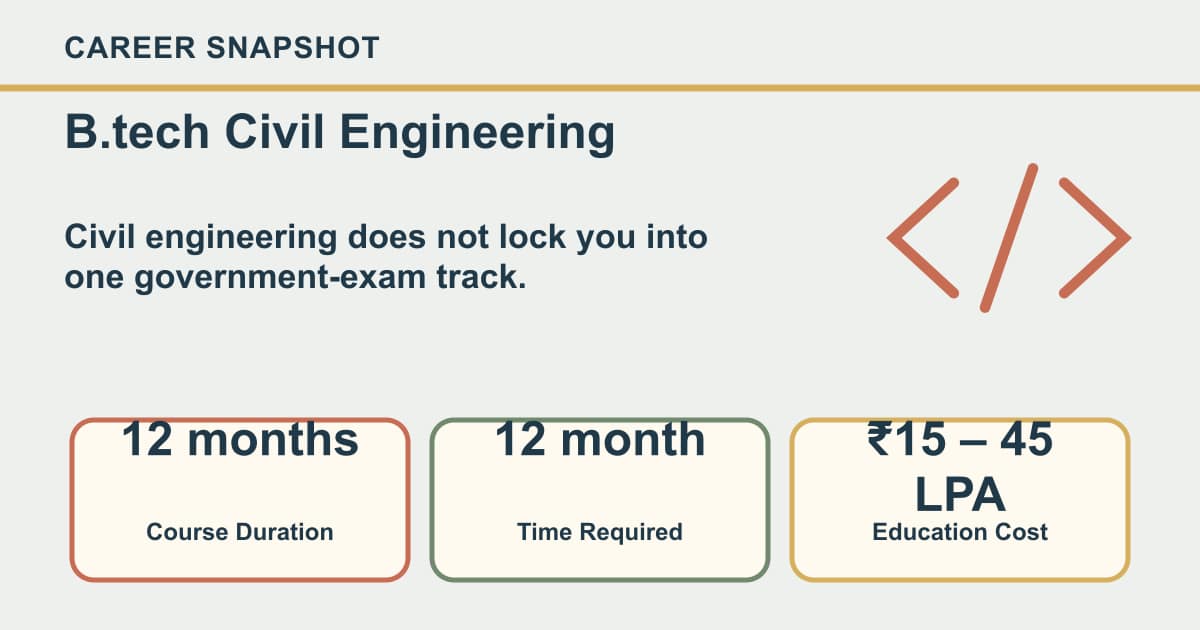 CAREER SNAPSHOT
B.tech Civil Engineering
Civil engineering does not lock you into
one government-exam track.
12 months
Course Duration
12 month
Time Required
₹15 – 45
LPA
Education Cost